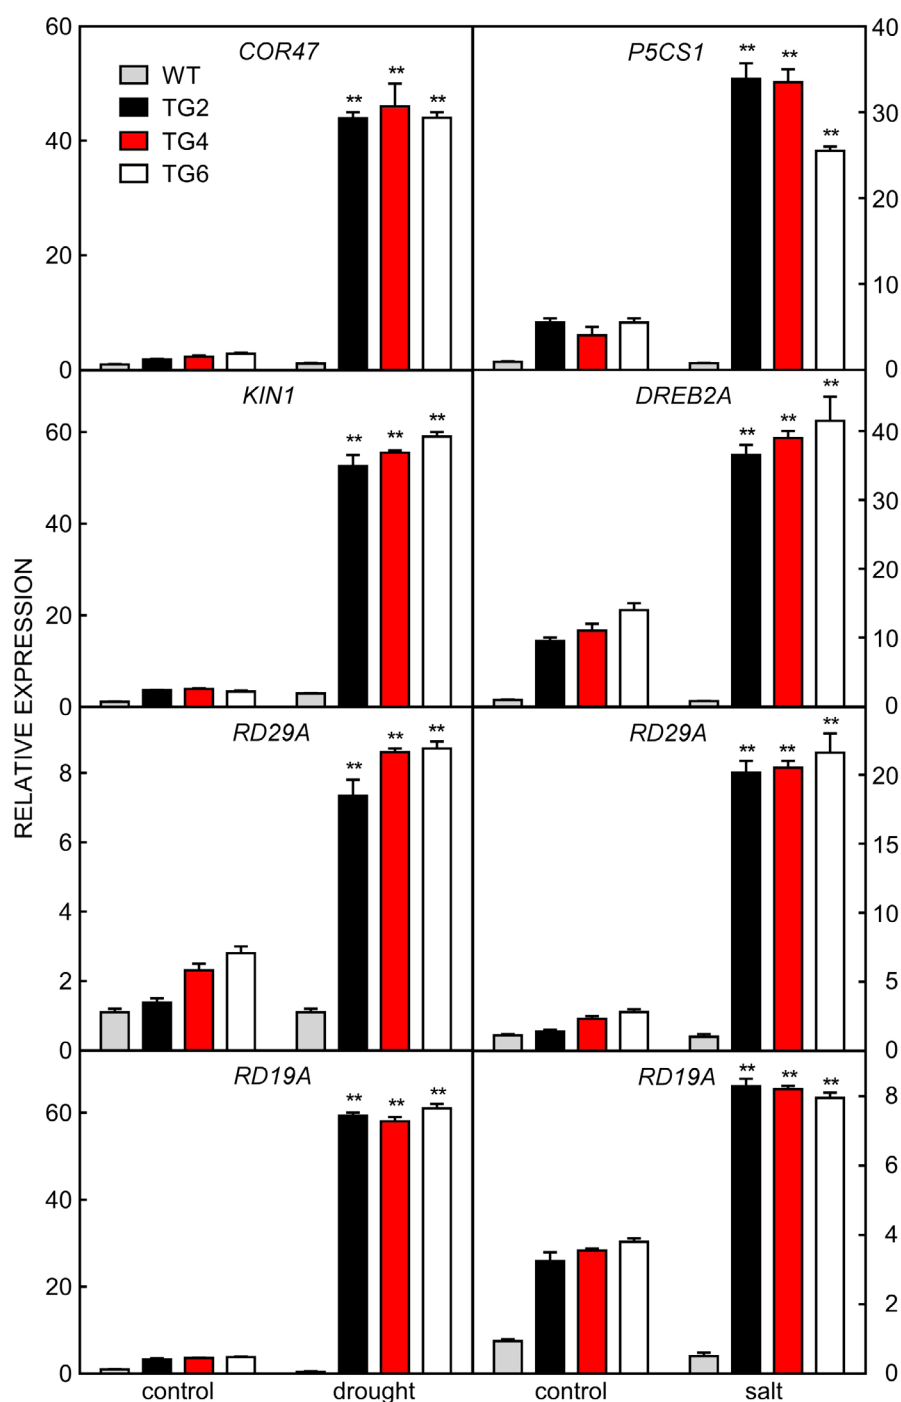 RELATIVE EXPRESSION
COR47
WT
TG2
TG4
TG6
60
40
20
0
** ** **
P5CS1
40
30
20
10
0
** ** **
KIN1
60
40
20
0
** ** **
DREB2A
40
30
20
10
0
** ** **
RD29A
8
6
4
2
0
** ** **
RD29A
20
15
10
5
0
** ** **
RD19A
60
40
20
0
** ** **
RD19A
8
6
4
2
0
** ** **
control drought control salt